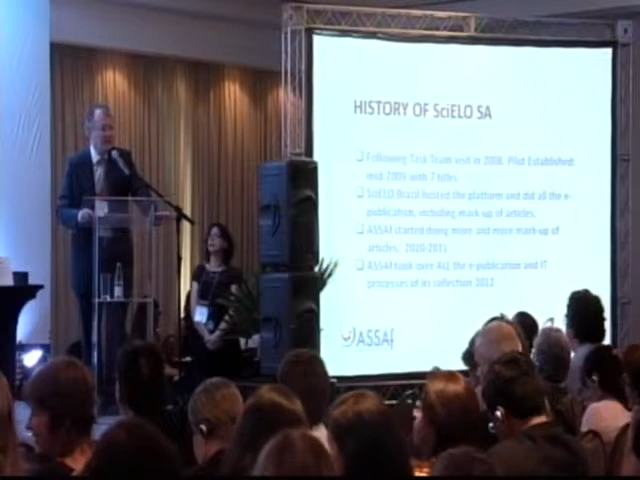 HISTORY OF SciELO SA
❑ Following Task Team visit in 2008. Pilot Established:
mid 2009 with 7 titles
❑ SciELO Brazil hosted the platform and did all the e-
publication, including mark up of articles.
❑ ASSAf started doing more and more mark-up of
articles. 2010-2011
❑ ASSAf took over ALL the e-publication and IT
processes of its collection 2012
ASSAf